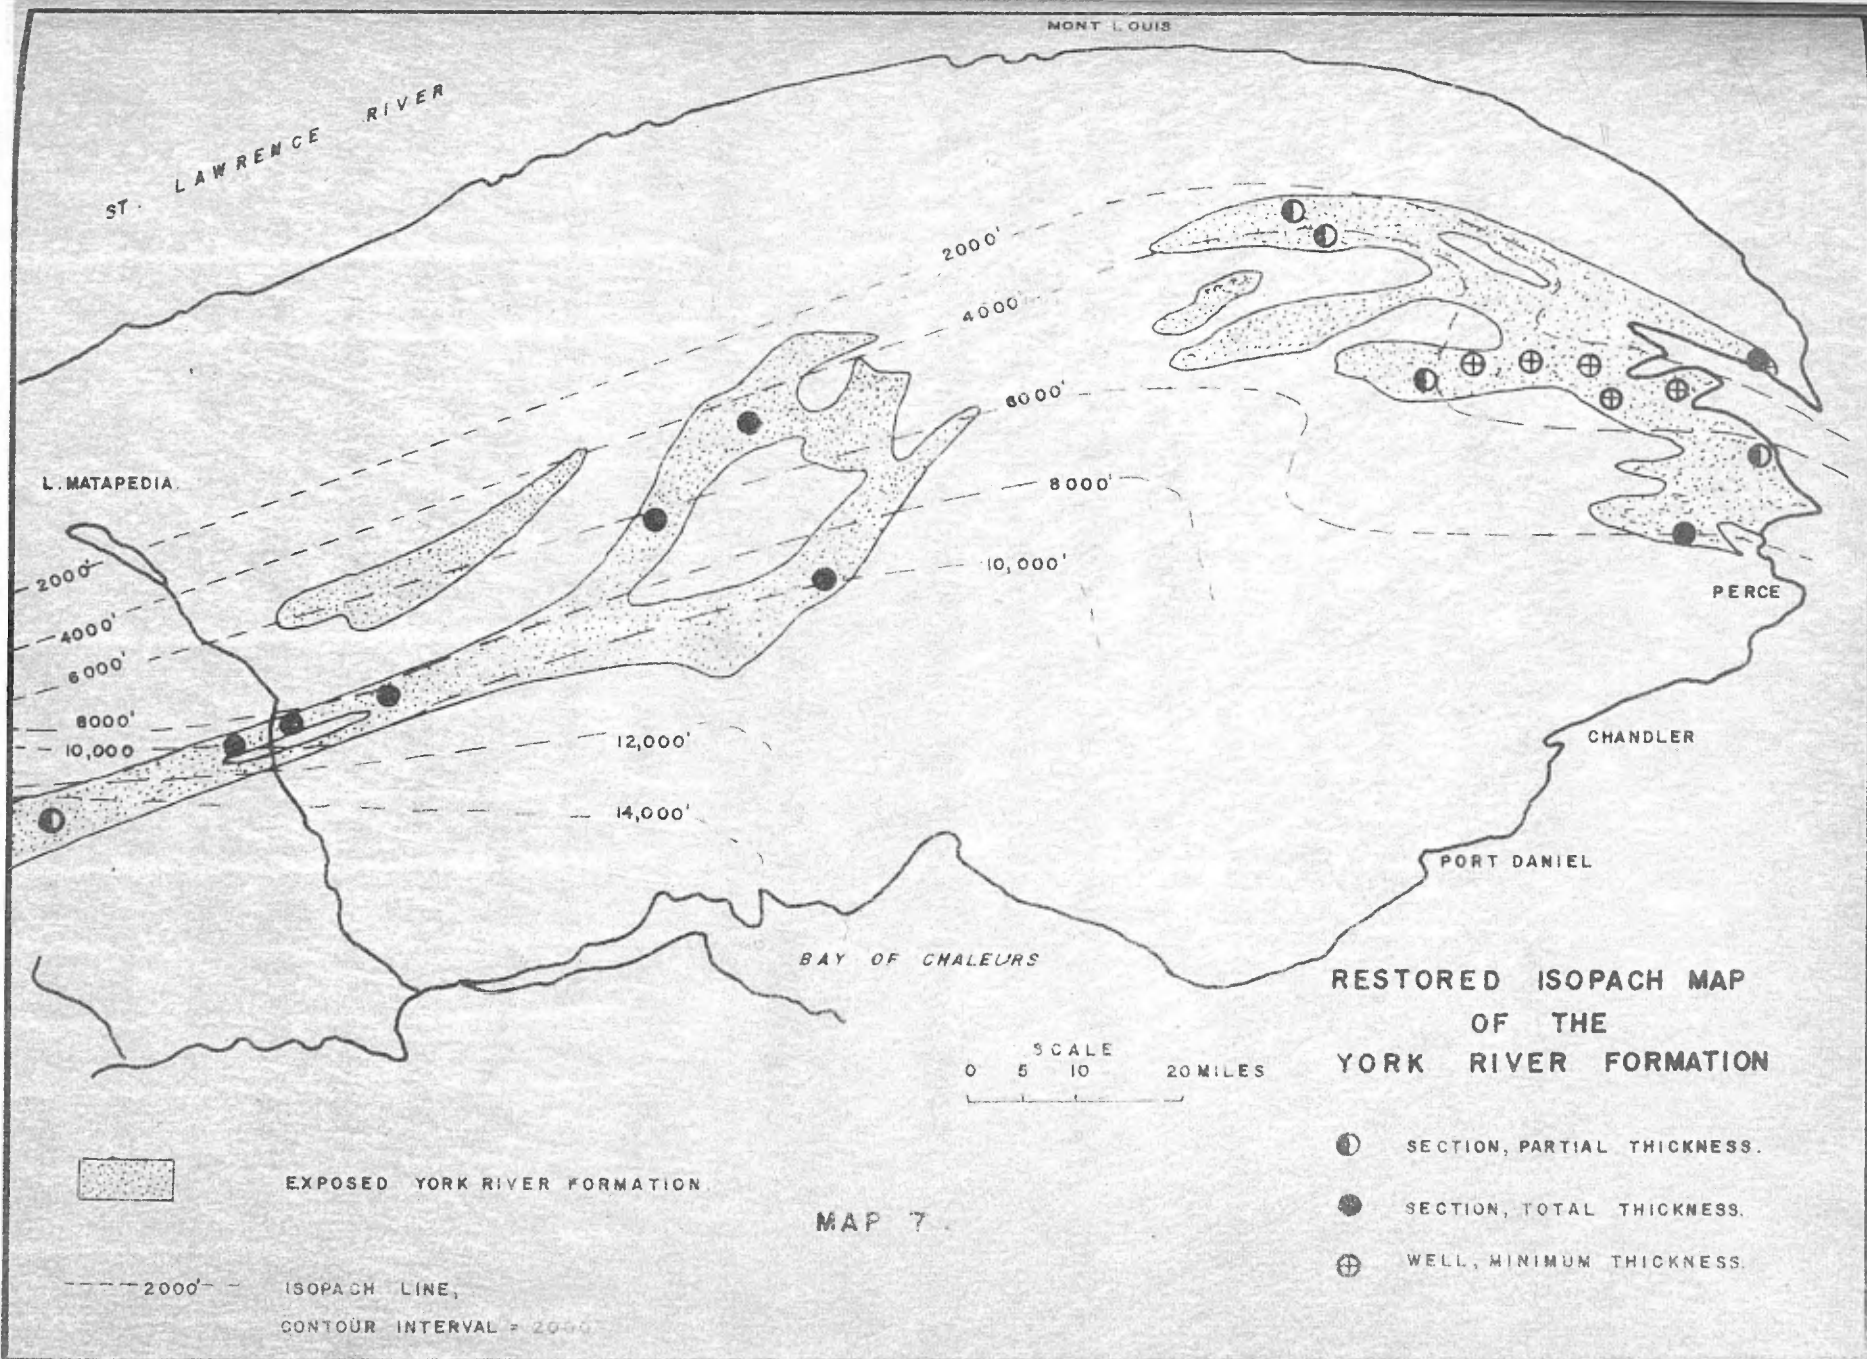 MONT LOUIS
ST. LAWRENCE RIVER
2000'
4000'
6000'
8000'
10,000'
L. MATAPEDIA
2000'
4000'
6000'
8000'
10,000
12,000'
14,000'
PERCE
CHANDLER
PORT DANIEL
BAY OF CHALEURS
RESTORED ISOPACH MAP
OF THE
YORK RIVER FORMATION
SCALE
0 5 10 20 MILES
SECTION, PARTIAL THICKNESS.
SECTION, TOTAL THICKNESS.
WELL, MINIMUM THICKNESS.
EXPOSED YORK RIVER FORMATION.
MAP 7.
2000'
ISOPACH LINE,
CONTOUR INTERVAL = 2000